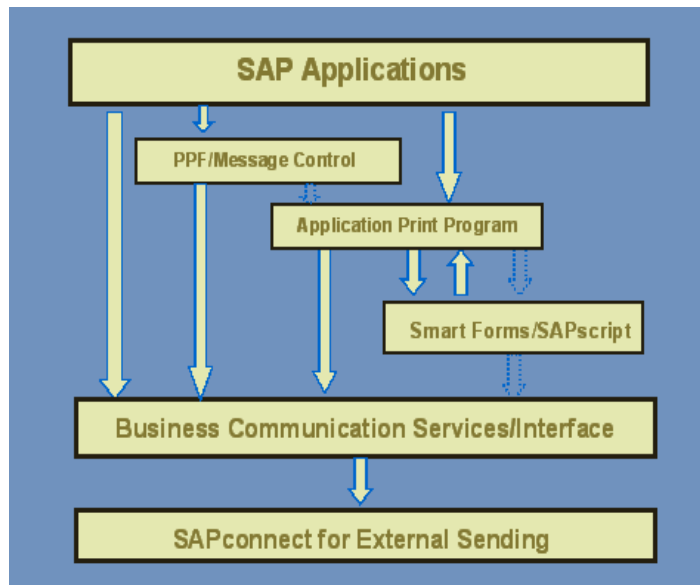 SAP Applications
PPF/Message Control
Application Print Program
Smart Forms/SAPscript
Business Communication Services/Interface
SAPconnect for External Sending